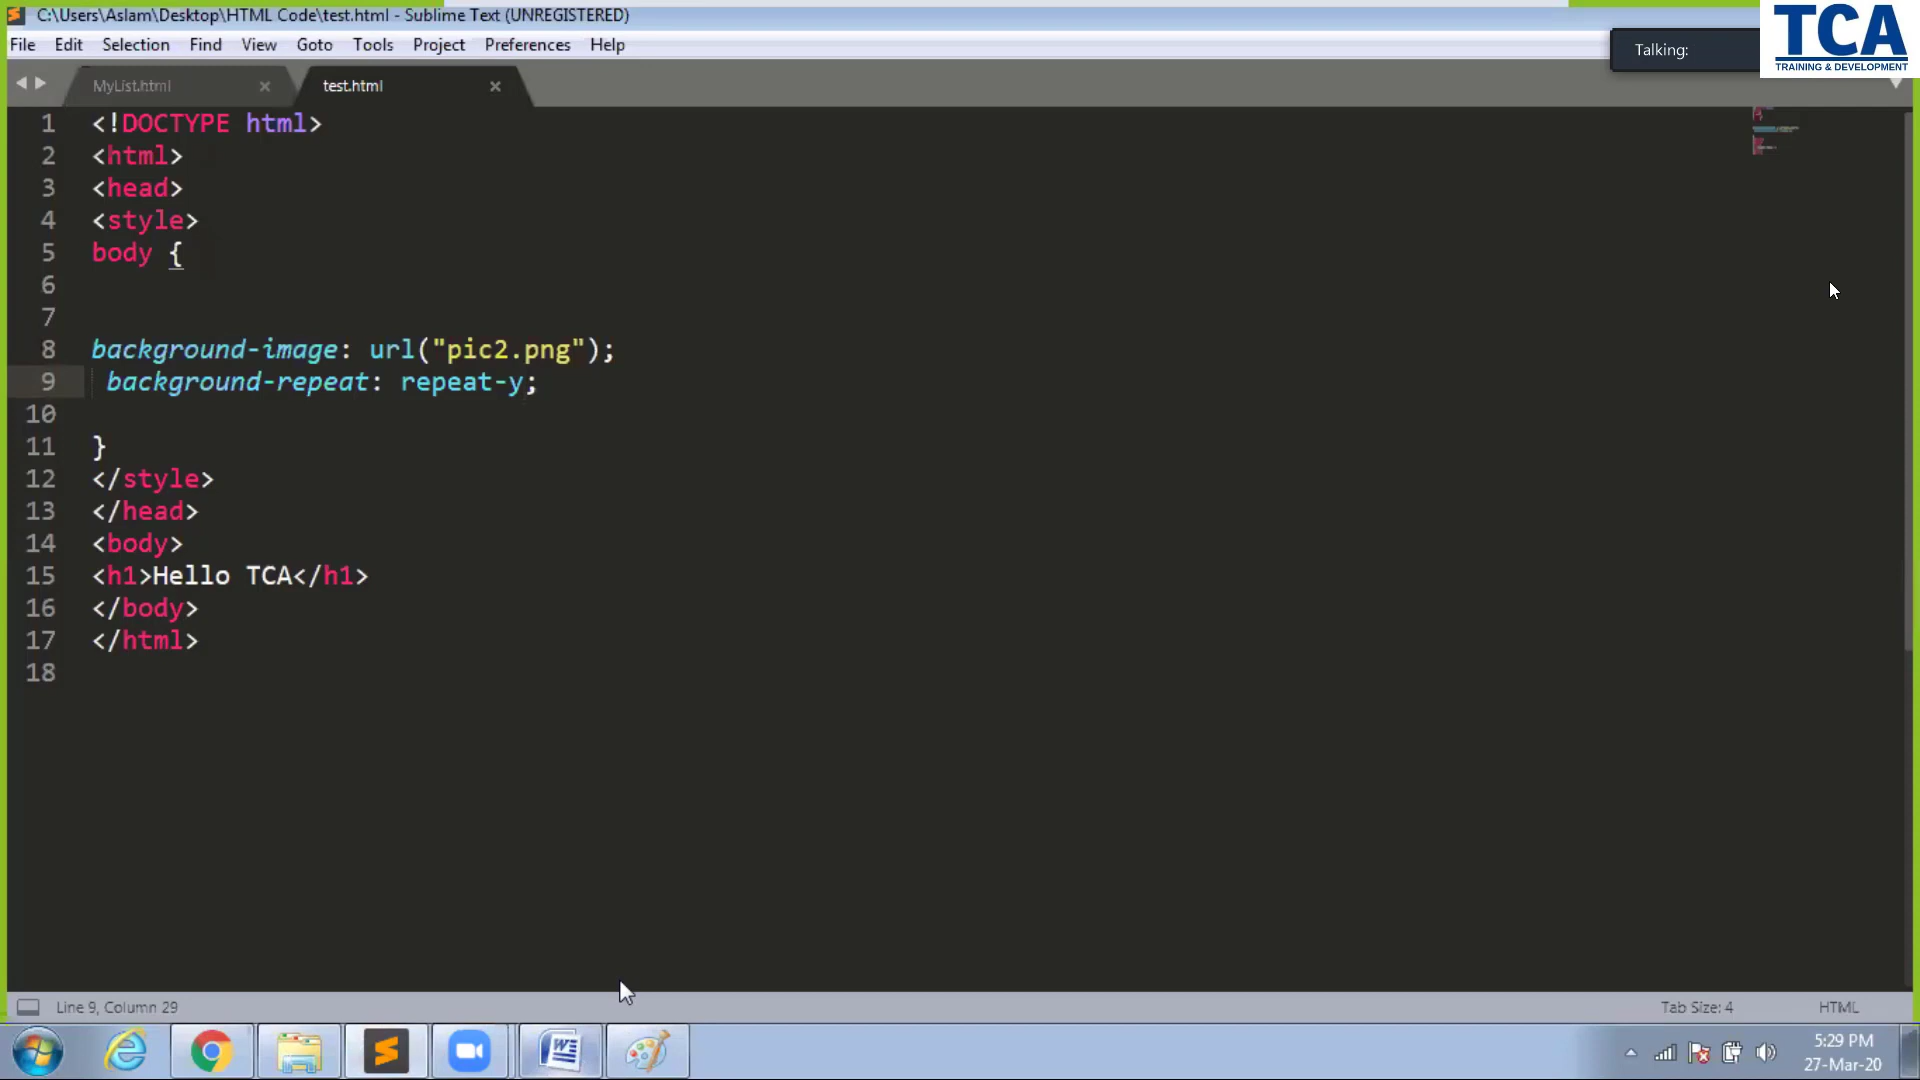 C:\Users\Aslam\Desktop\HTML Code\test.html - Sublime Text (UNREGISTERED)
File Edit Selection Find View Goto Tools Project Preferences Help
Talking:
TCA
TRAINING & DEVELOPMENT
MyList.html test.html
1 <!DOCTYPE html>
2 <html>
3 <head>
4 <style>
5 body {
6
7
8 background-image: url("pic2.png");
9 background-repeat: repeat-y;
10
11 }
12 </style>
13 </head>
14 <body>
15 <h1>Hello TCA</h1>
16 </body>
17 </html>
18
Line 9, Column 29 Tab Size: 4 HTML
5:29 PM
27-Mar-20